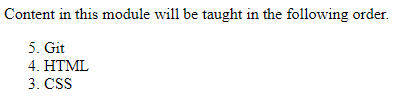 Content in this module will be taught in the following order.
5. Git
4. HTML
3. CSS